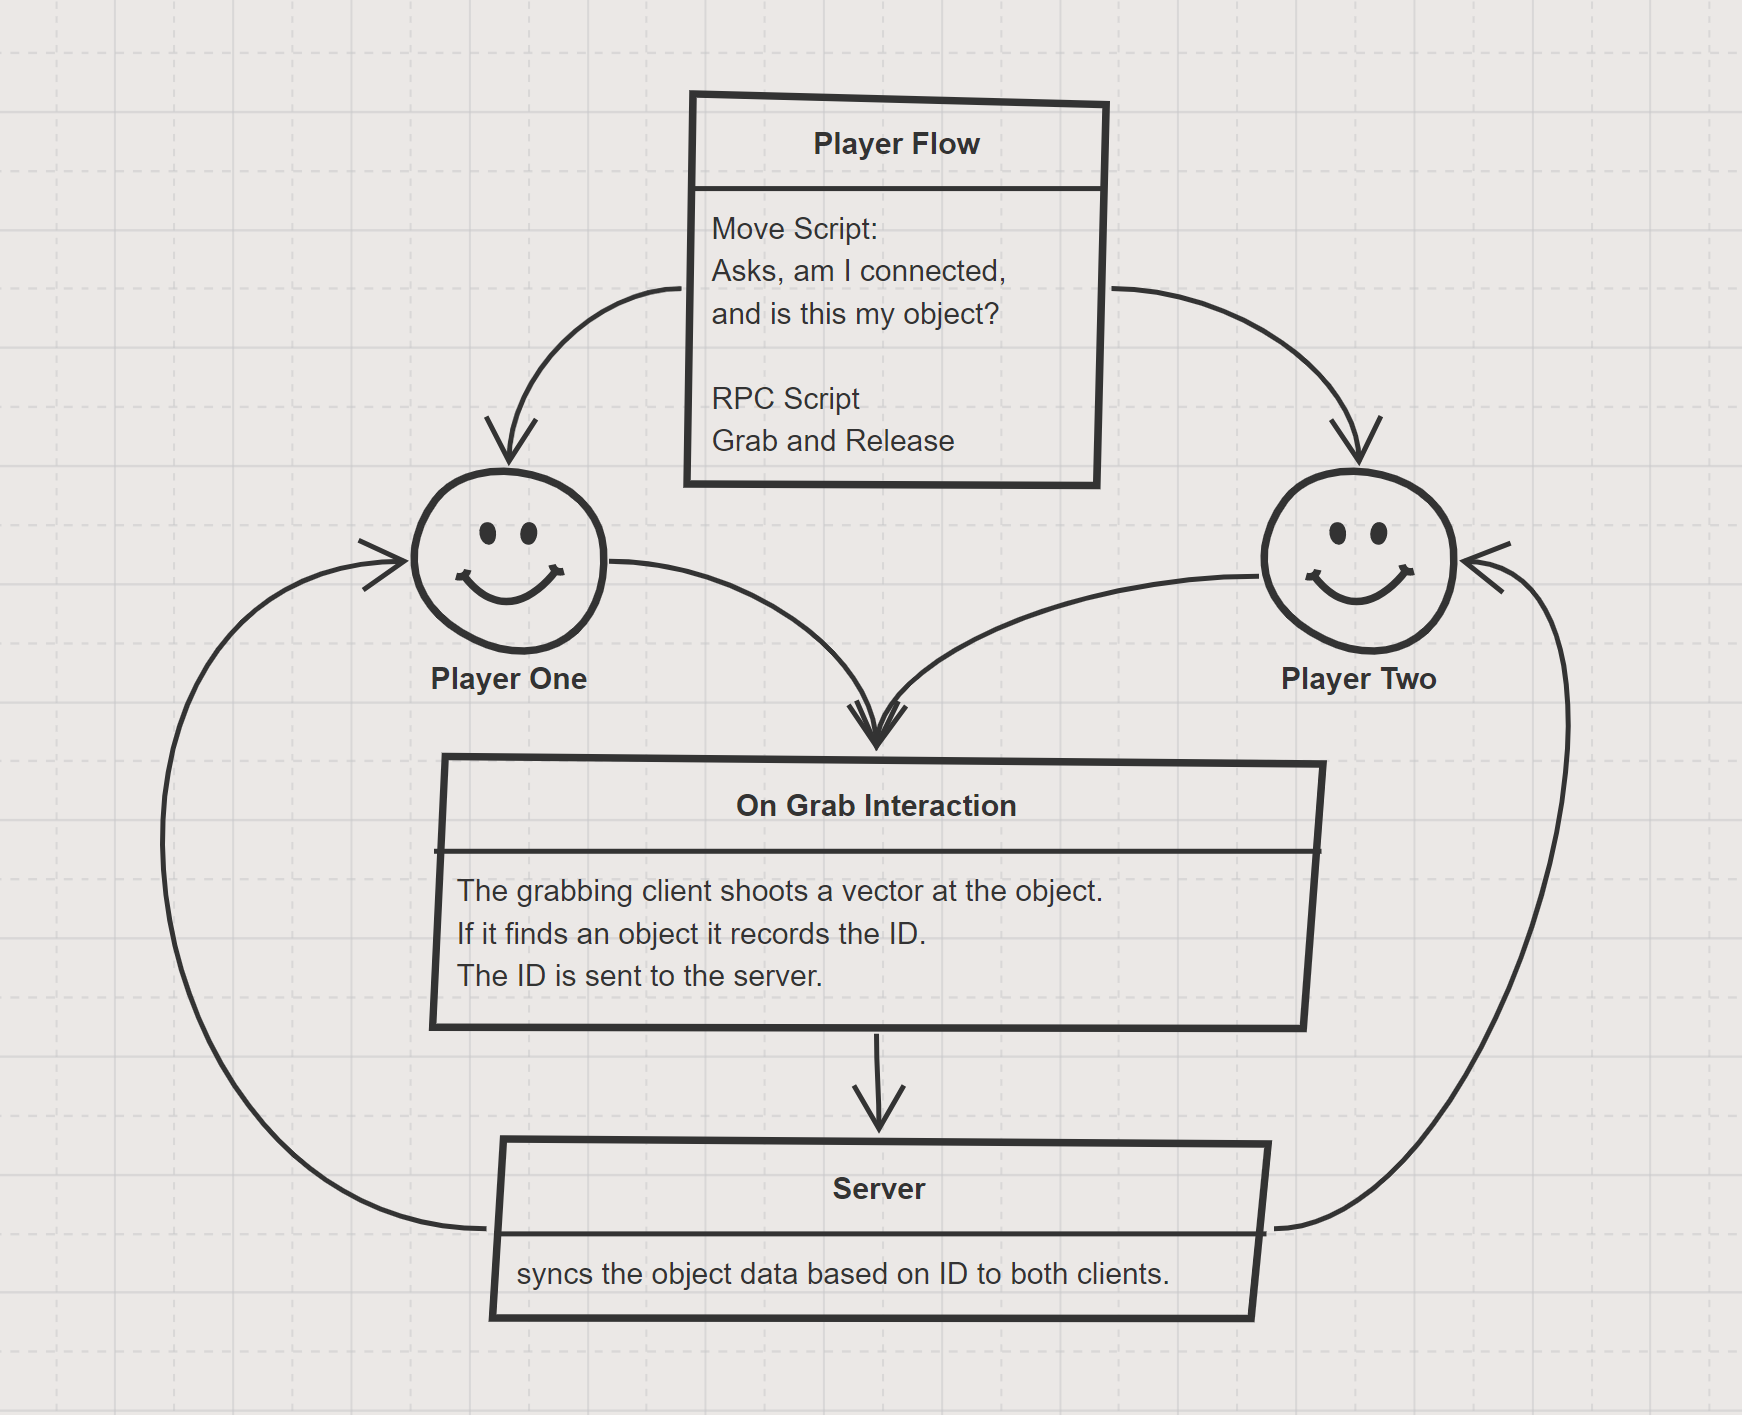 Player Flow
Move Script:
Asks, am I connected,
and is this my object?
RPC Script
Grab and Release
Player One
Player Two
On Grab Interaction
The grabbing client shoots a vector at the object.
If it finds an object it records the ID.
The ID is sent to the server.
Server
syncs the object data based on ID to both clients.